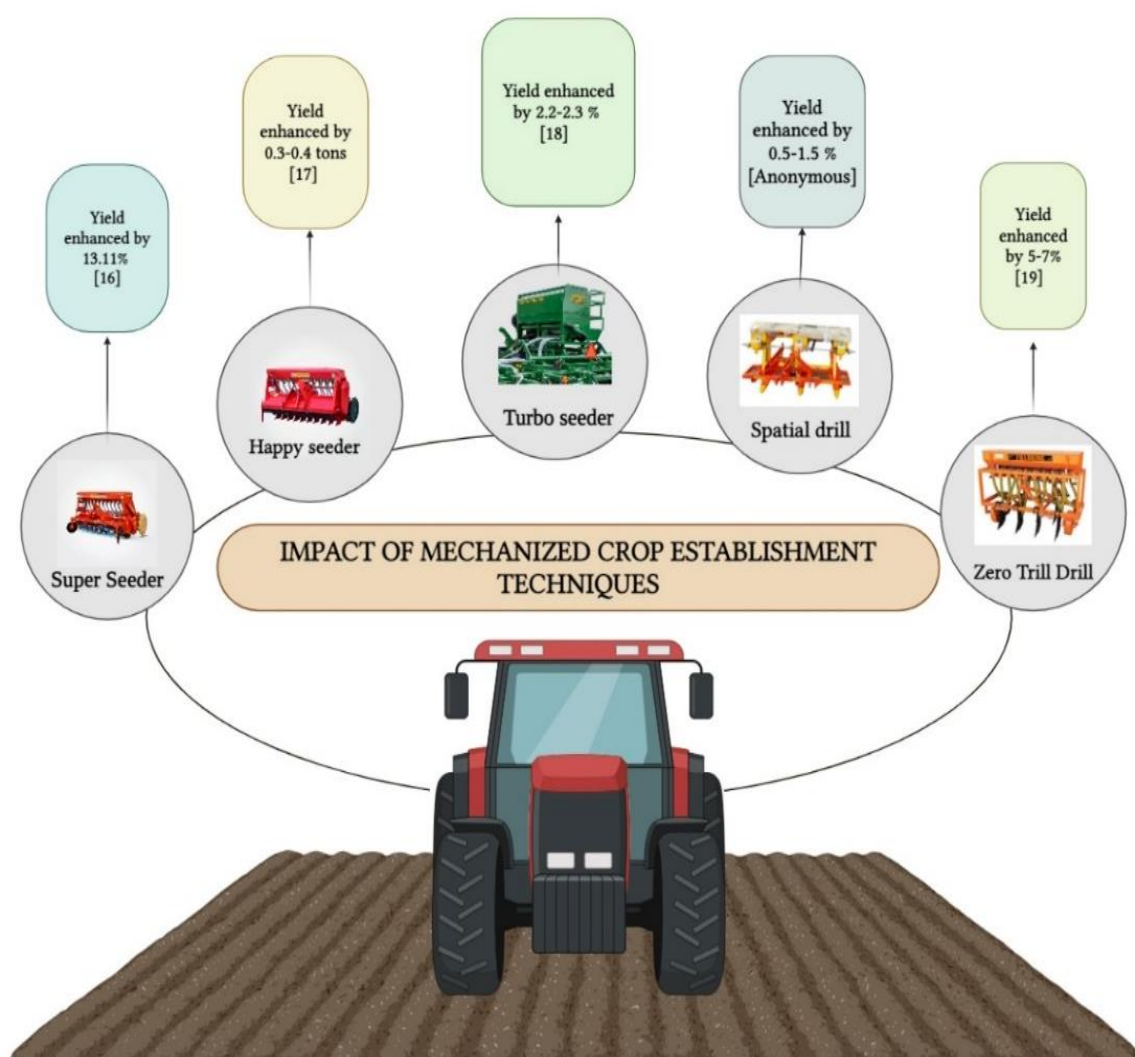 Yield
enhanced by
13.11%
[16]
Yield
enhanced by
0.3-0.4 tons
[17]
Yield enhanced
by 2.2-2.3 %
[18]
Yield
enhanced by
0.5-1.5 %
[Anonymous]
Yield
enhanced
by 5-7%
[19]
Super Seeder
Happy seeder
Turbo seeder
Spatial drill
Zero Trill Drill
IMPACT OF MECHANIZED CROP ESTABLISHMENT
TECHNIQUES